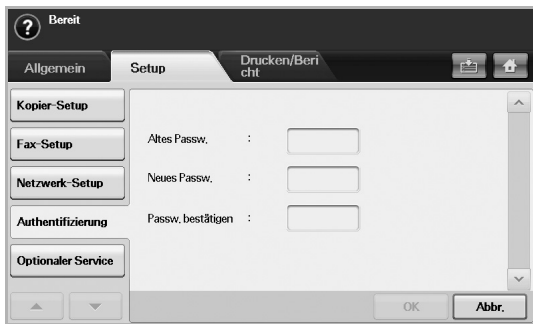 ? Bereit
Allgemein
Setup
Drucken/Beri
cht
Kopier-Setup
Fax-Setup
Netzwerk-Setup
Authentifizierung
Optionaler Service
Altes Passw. :
Neues Passw. :
Passw. bestätigen :
OK
Abbr.